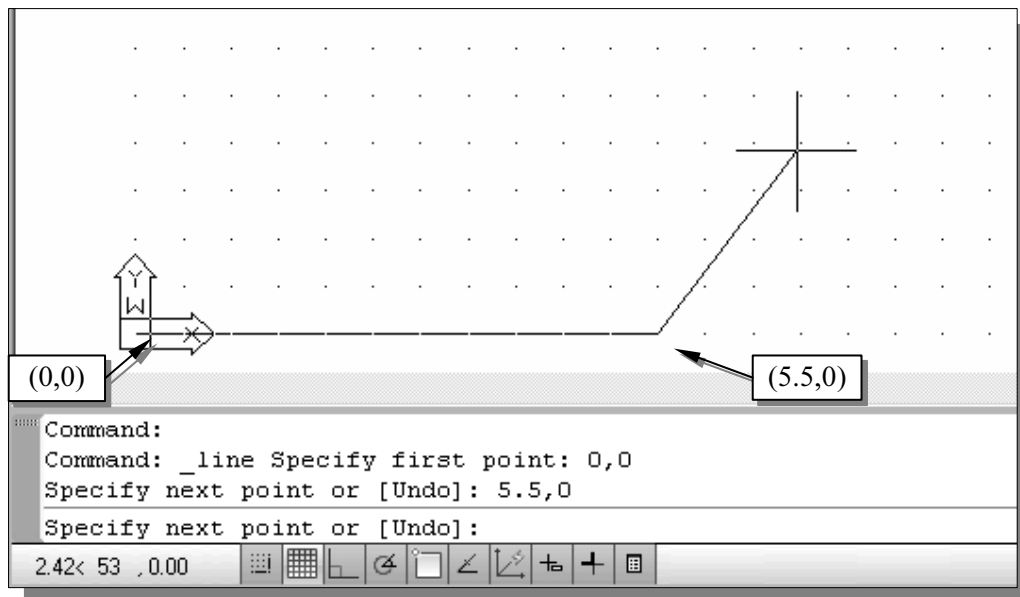 Y
W
X
(0,0)
(5.5,0)
Command:
Command: _line Specify first point: 0,0
Specify next point or [Undo]: 5.5,0
Specify next point or [Undo]:
2.42< 53 , 0.00